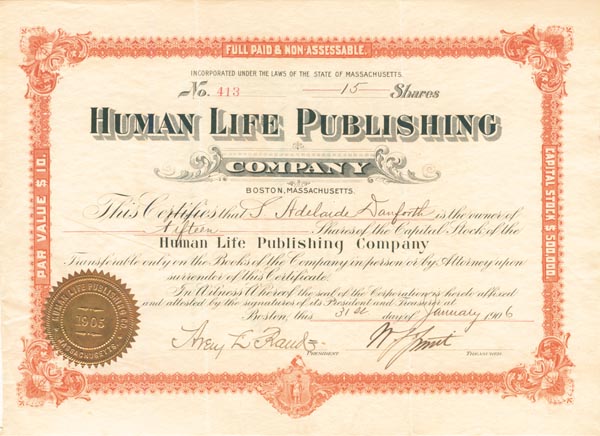 FULL PAID & NON-ASSESSABLE.
INCORPORATED UNDER THE LAWS OF THE STATE OF MASSACHUSETTS.
No. 413 15 Shares
HUMAN LIFE PUBLISHING
COMPANY
BOSTON, MASSACHUSETTS.
PAR VALUE $10.
CAPITAL STOCK $500,000.
This Certifies that S. Adelaide Danforth is the owner of
fifteen Shares of the Capital Stock of the
Human Life Publishing Company
Transferable only on the Books of the Company in person or by Attorney upon
surrender of this Certificate.
In Witness Whereof the seal of the Corporation is hereto affixed
and attested by the signatures of its President and Treasurer at
Boston, this 31st day of January 1906
HUMAN LIFE PUBLISHING CO.
1905
MASSACHUSETTS
Avery L. Rand
PRESIDENT
TREASURER